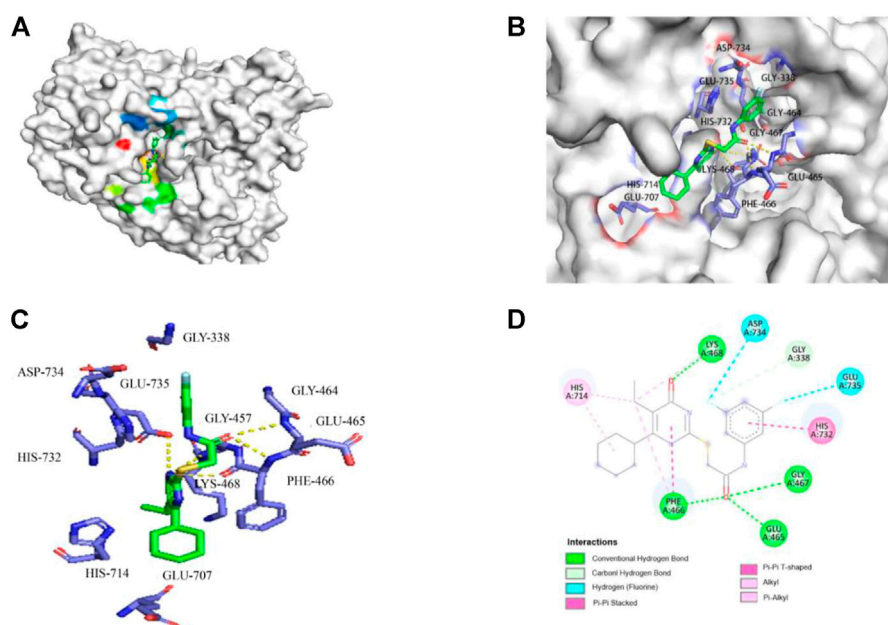 A
B
ASP-734
GLU-735
GLY-338
HIS-732
GLY-464
GLY-467
LYS-468
HIS-714
GLU-465
GLU-707
PHE-466
C
GLY-338
ASP-734
GLU-735
GLY-464
GLY-457
GLU-465
HIS-732
LYS-468
PHE-466
HIS-714
GLU-707
D
LYS
A:468
ASP
A:734
GLY
A:338
GLU
A:735
HIS
A:714
HIS
A:732
GLY
A:467
PHE
A:466
GLU
A:465
Interactions
Conventional Hydrogen Bond
Carbonl Hydrogen Bond
Hydrogen (Fluorine)
Pi-Pi Stacked
Pi-Pi T-shaped
Alkyl
Pi-Alkyl